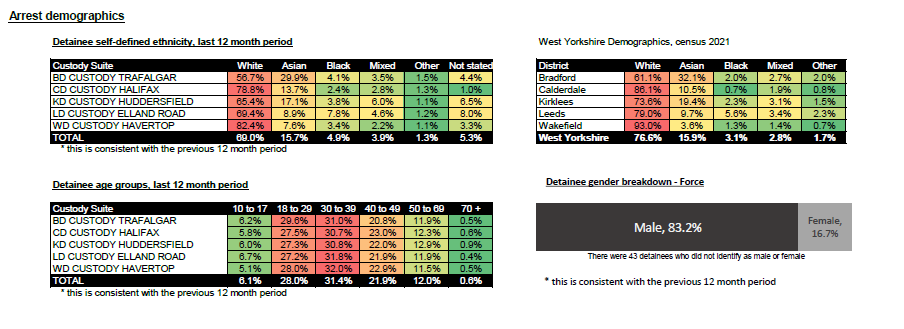 Arrest demographics
Detainee self-defined ethnicity, last 12 month period
Custody Suite White Asian Black Mixed Other Not stated
BD CUSTODY TRAFALGAR 56.7% 29.9% 4.1% 3.5% 1.5% 4.4%
CD CUSTODY HALIFAX 78.8% 13.7% 2.4% 2.8% 1.3% 1.0%
KD CUSTODY HUDDERSFIELD 65.4% 17.1% 3.8% 6.0% 1.1% 6.5%
LD CUSTODY ELLAND ROAD 69.4% 8.9% 7.8% 4.6% 1.2% 8.0%
WD CUSTODY HAVERTOP 82.4% 7.6% 3.4% 2.2% 1.1% 3.3%
TOTAL 69.0% 15.7% 4.9% 3.9% 1.3% 5.3%
* this is consistent with the previous 12 month period
West Yorkshire Demographics, census 2021
District White Asian Black Mixed Other
Bradford 61.1% 32.1% 2.0% 2.7% 2.0%
Calderdale 86.1% 10.5% 0.7% 1.9% 0.8%
Kirklees 73.6% 19.4% 2.3% 3.1% 1.5%
Leeds 79.0% 9.7% 5.6% 3.4% 2.3%
Wakefield 93.0% 3.6% 1.3% 1.4% 0.7%
West Yorkshire 76.6% 15.9% 3.1% 2.8% 1.7%
Detainee age groups, last 12 month period
Custody Suite 10 to 17 18 to 29 30 to 39 40 to 49 50 to 69 70 +
BD CUSTODY TRAFALGAR 6.2% 29.6% 31.0% 20.8% 11.9% 0.5%
CD CUSTODY HALIFAX 5.8% 27.5% 30.7% 23.0% 12.3% 0.6%
KD CUSTODY HUDDERSFIELD 6.0% 27.3% 30.8% 22.0% 12.9% 0.9%
LD CUSTODY ELLAND ROAD 6.7% 27.2% 31.8% 21.9% 11.9% 0.4%
WD CUSTODY HAVERTOP 5.1% 28.0% 32.0% 22.9% 11.5% 0.5%
TOTAL 6.1% 28.0% 31.4% 21.9% 12.0% 0.6%
* this is consistent with the previous 12 month period
Detainee gender breakdown - Force
Male, 83.2%
Female,
16.7%
There were 43 detainees who did not identify as male or female
* this is consistent with the previous 12 month period